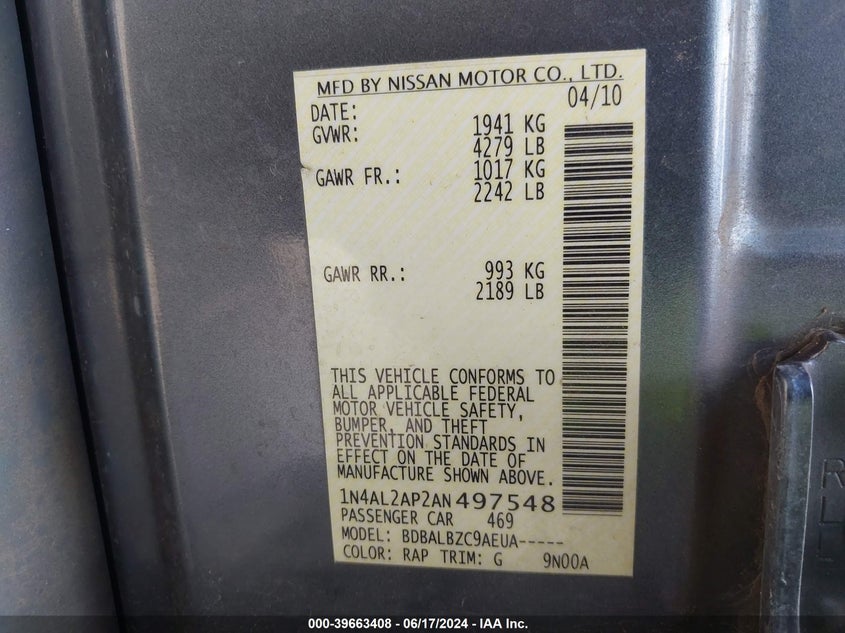 MFD BY NISSAN MOTOR CO., LTD.
DATE: 04/10
GVWR: 1941 KG
4279 LB
GAWR FR.: 1017 KG
2242 LB
GAWR RR.: 993 KG
2189 LB
THIS VEHICLE CONFORMS TO
ALL APPLICABLE FEDERAL
MOTOR VEHICLE SAFETY,
BUMPER, AND THEFT
PREVENTION STANDARDS IN
EFFECT ON THE DATE OF
MANUFACTURE SHOWN ABOVE.
1N4AL2AP2AN497548
PASSENGER CAR 469
MODEL: BDBALBZC9AEUA-----
COLOR: RAP TRIM: G 9N00A
000-39663408 - 06/17/2024 - IAA Inc.